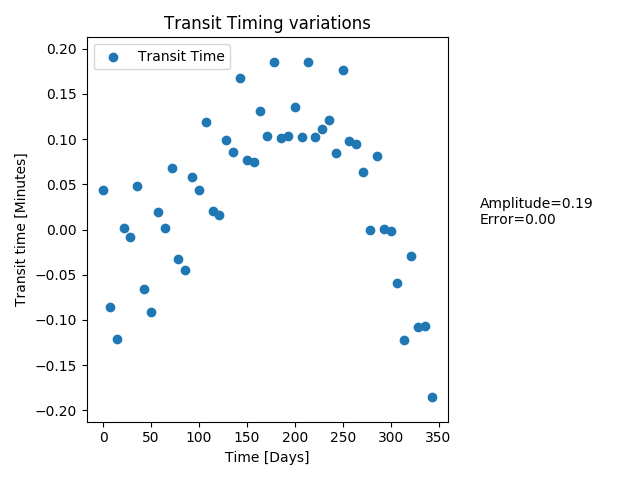 Transit Timing variations
Transit Time
0.20
0.15
0.10
0.05
0.00
−0.05
−0.10
−0.15
−0.20
Transit time [Minutes]
0 50 100 150 200 250 300 350
Time [Days]
Amplitude=0.19
Error=0.00